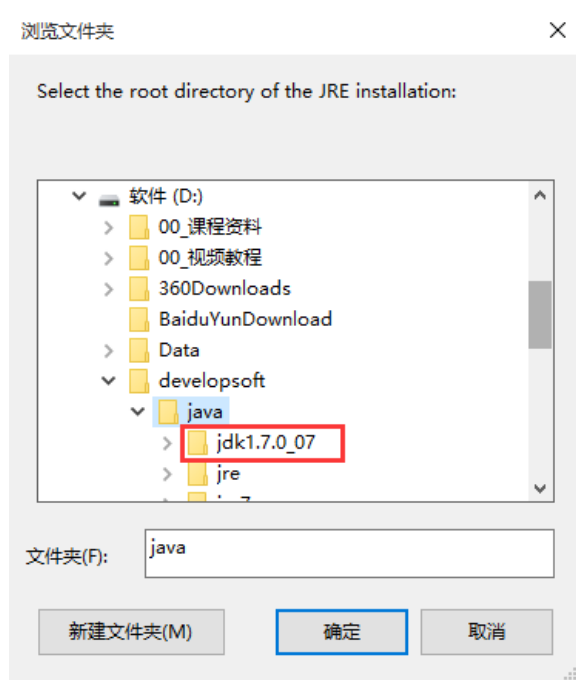 浏览文件夹
Select the root directory of the JRE installation:
软件 (D:)
00_课程资料
00_视频教程
360Downloads
BaiduYunDownload
Data
developsoft
java
jdk1.7.0_07
jre
文件夹(F):
java
新建文件夹(M)
确定
取消